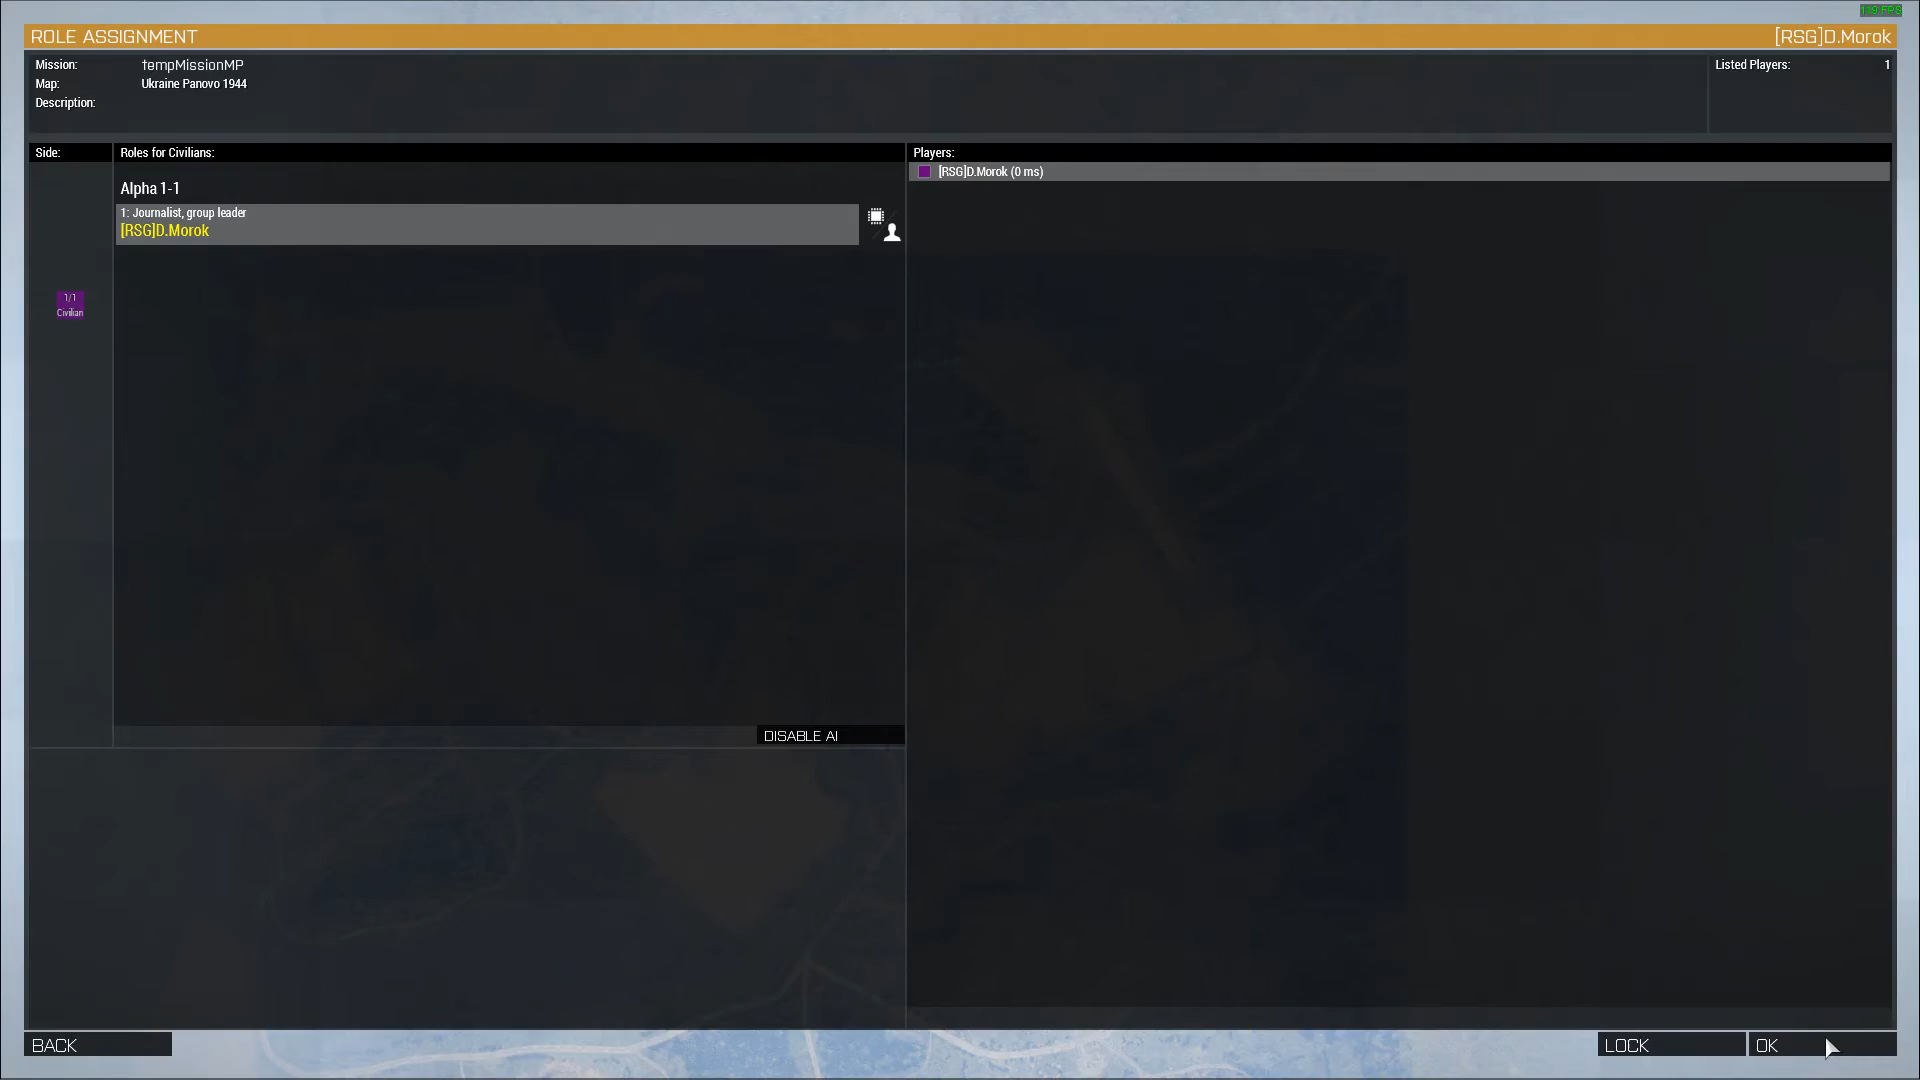 119 FPS
ROLE ASSIGNMENT
[RSG]D.Morok
Mission: tempMissionMP
Listed Players: 1
Map: Ukraine Panovo 1944
Description:
Side:
Roles for Civilians:
Players:
[RSG]D.Morok (0 ms)
Alpha 1-1
1: Journalist, group leader
[RSG]D.Morok
1/1
Civilian
DISABLE AI
BACK
LOCK
OK